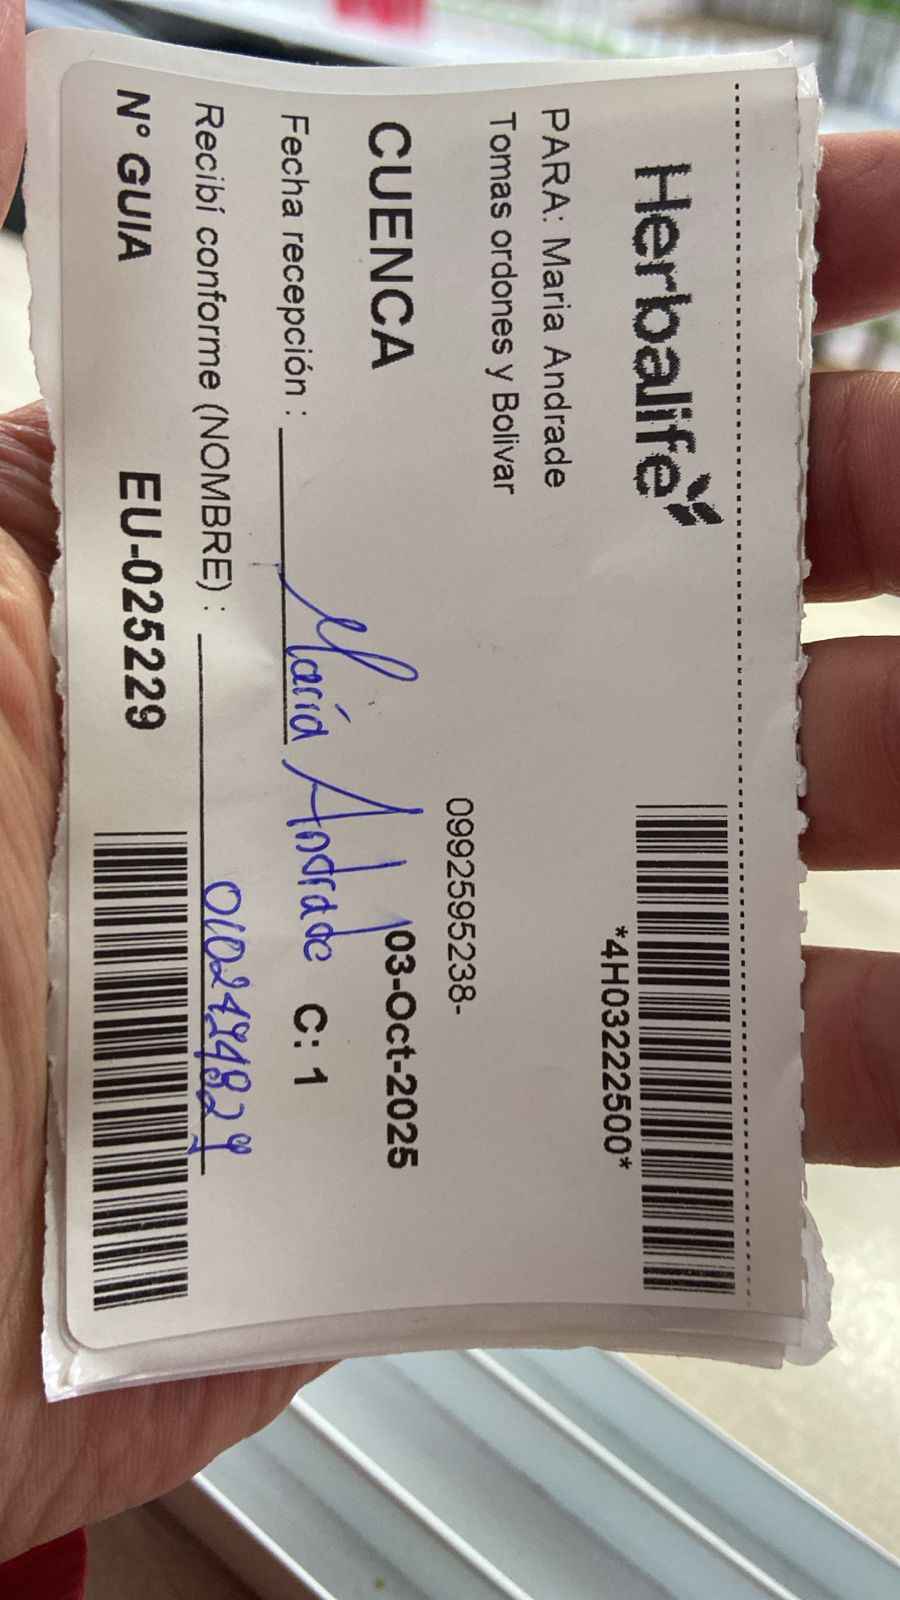 Herbalife
*4H03222500*
PARA: Maria Andrade
Tomas ordones y Bolivar
0992595238-
CUENCA
03-Oct-2025
Fecha recepción :
María Andrade
C: 1
Recibí conforme (NOMBRE) :
N° GUIA
EU-025229